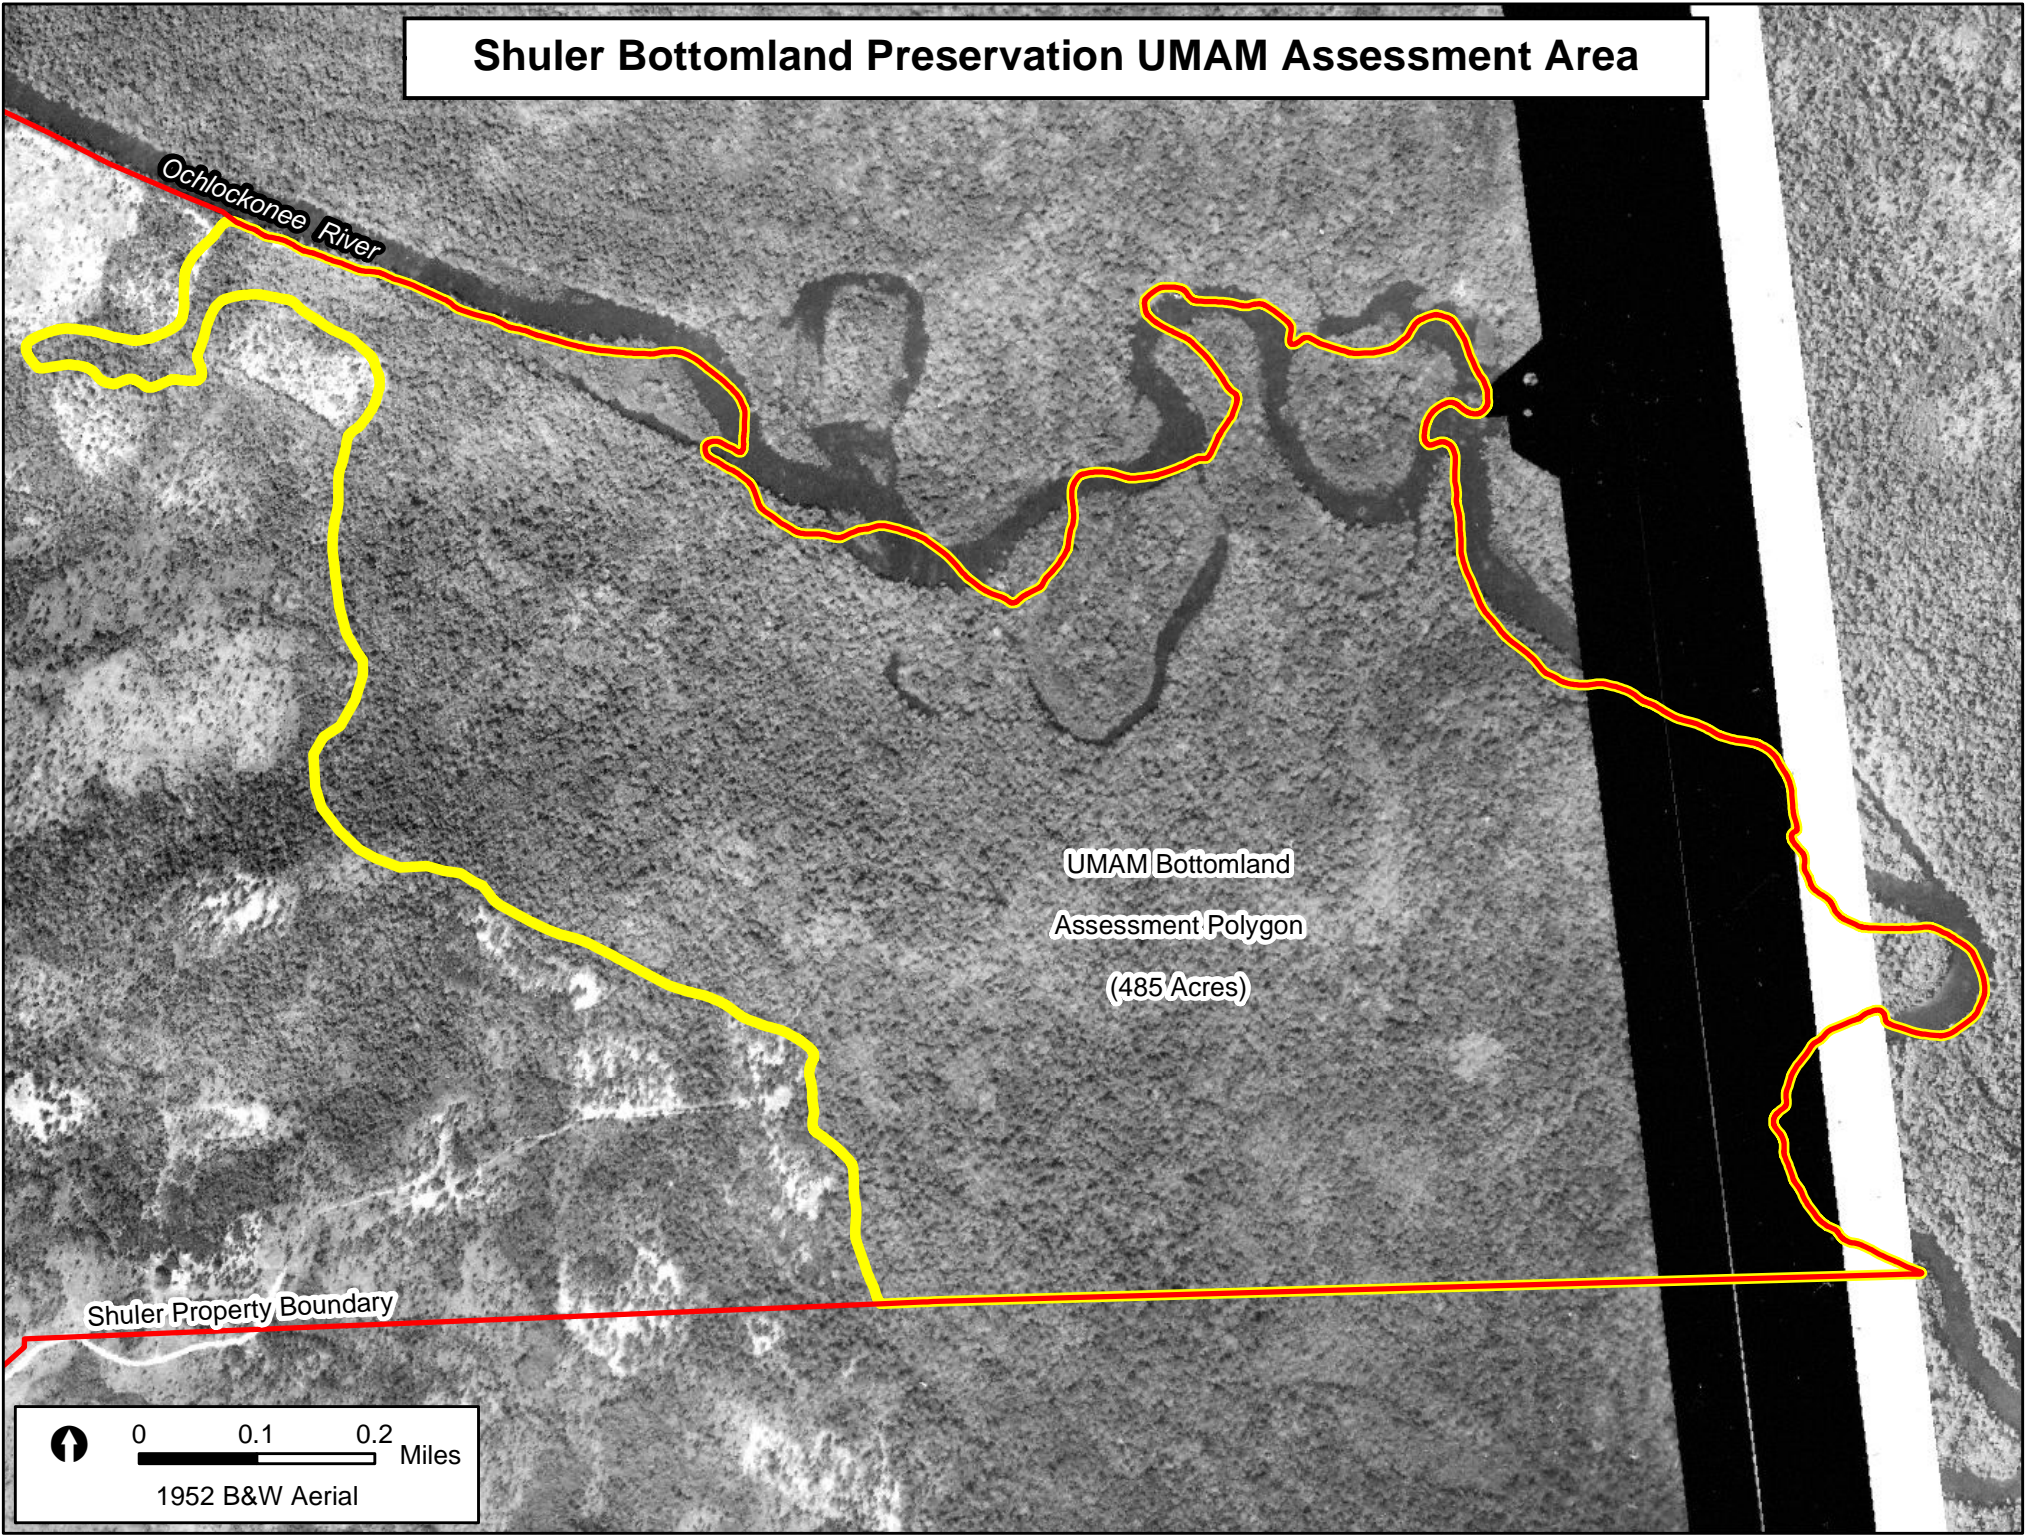 Shuler Bottomland Preservation UMAM Assessment Area
Ochlockonee River
UMAM Bottomland
Assessment Polygon
(485 Acres)
Shuler Property Boundary
0 0.1 0.2
Miles
1952 B&W Aerial